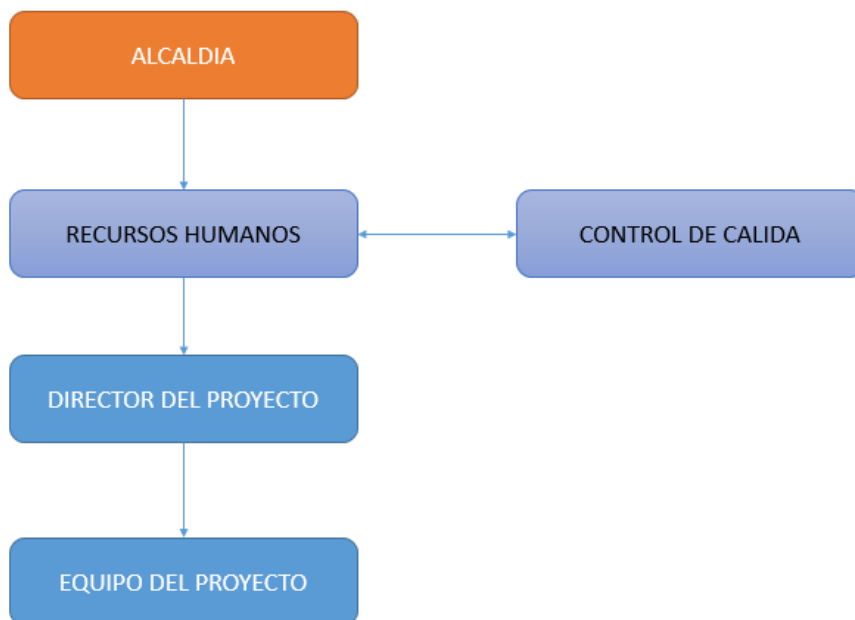 ALCALDIA
RECURSOS HUMANOS
CONTROL DE CALIDA
DIRECTOR DEL PROYECTO
EQUIPO DEL PROYECTO